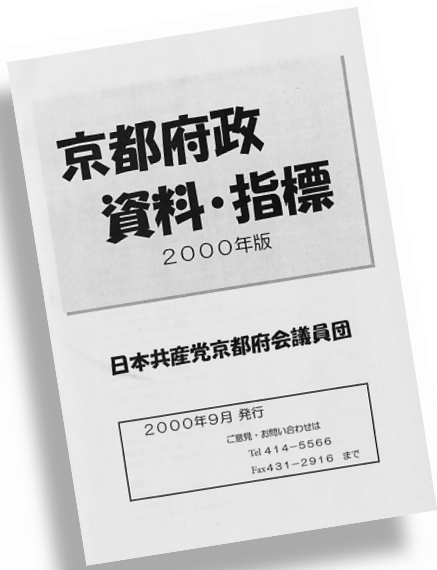 京都府政
資料・指標
2000年版
日本共産党京都府会議員団
2000年9月 発行
ご意見・お問い合わせは
Tel 414-5566
Fax431-2916 まで